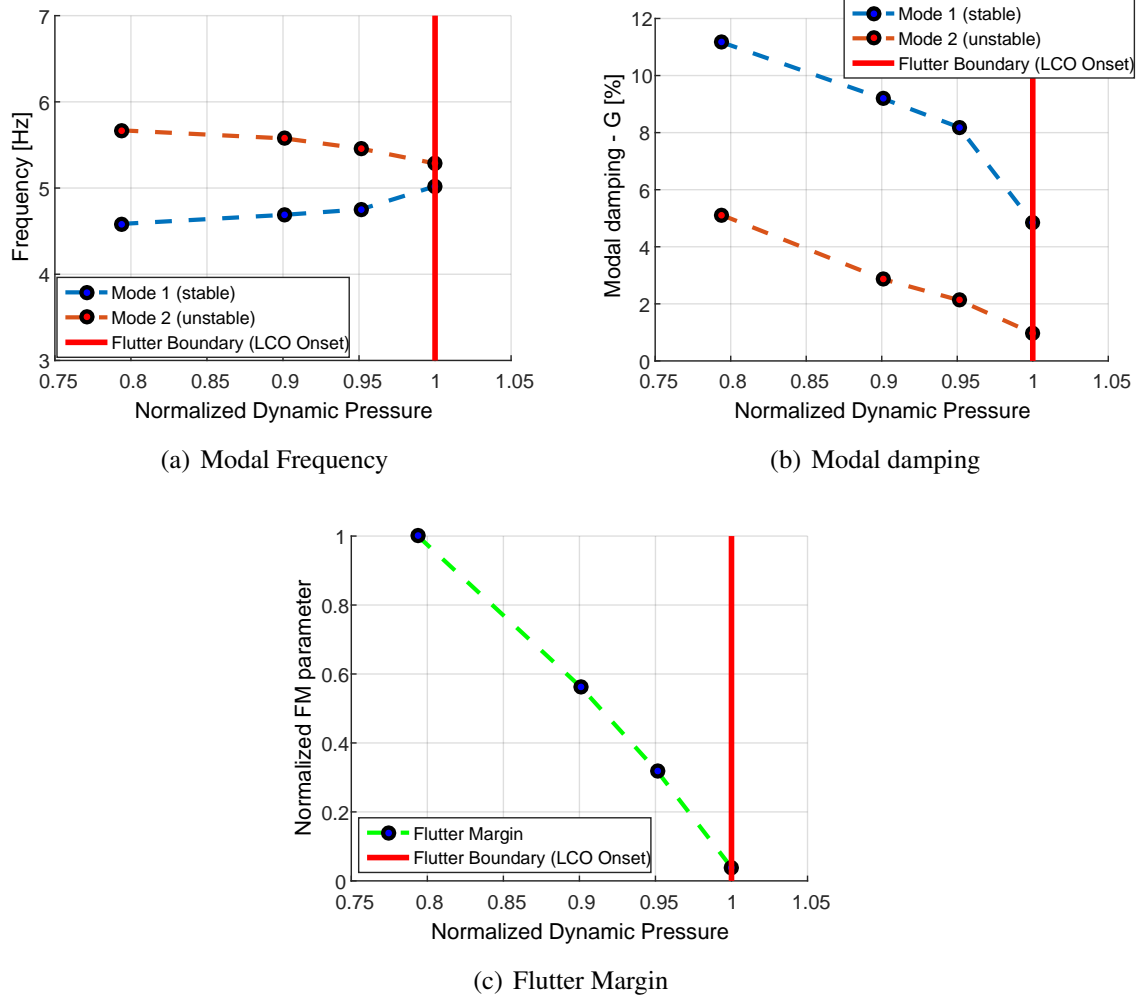 7
6
5
4
3
Frequency [Hz]
Mode 1 (stable)
Mode 2 (unstable)
Flutter Boundary (LCO Onset)
0.75 0.8 0.85 0.9 0.95 1 1.05
Normalized Dynamic Pressure
(a) Modal Frequency
12
10
8
6
4
2
0
Modal damping - G [%]
Mode 1 (stable)
Mode 2 (unstable)
Flutter Boundary (LCO Onset)
0.75 0.8 0.85 0.9 0.95 1 1.05
Normalized Dynamic Pressure
(b) Modal damping
1
0.8
0.6
0.4
0.2
0
Normalized FM parameter
Flutter Margin
Flutter Boundary (LCO Onset)
0.75 0.8 0.85 0.9 0.95 1 1.05
Normalized Dynamic Pressure
(c) Flutter Margin